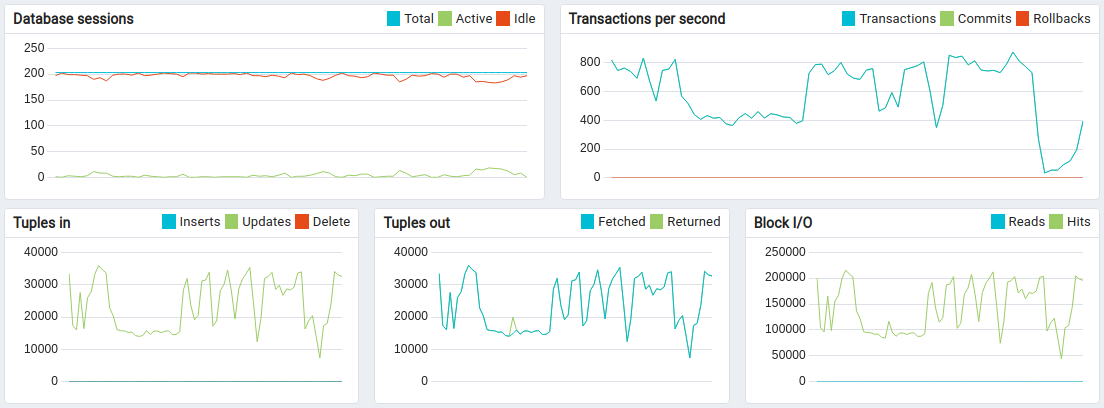 Database sessions
Total Active Idle
250
200
150
100
50
0
Transactions per second
Transactions Commits Rollbacks
800
600
400
200
0
Tuples in
Inserts Updates Delete
40000
30000
20000
10000
0
Tuples out
Fetched Returned
40000
30000
20000
10000
0
Block I/O
Reads Hits
250000
200000
150000
100000
50000
0